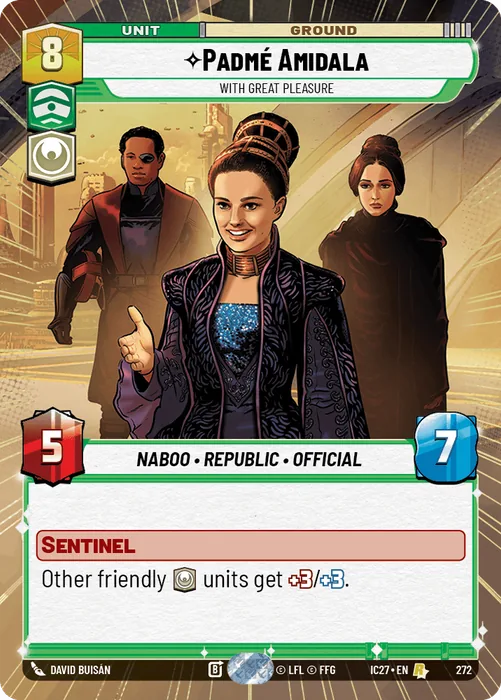 UNIT
GROUND
8
PADMÉ AMIDALA
WITH GREAT PLEASURE
5
NABOO • REPUBLIC • OFFICIAL
7
SENTINEL
Other friendly units get +3/+3.
DAVID BUISÁN
B
© LFL © FFG
IC27 • EN
R
272